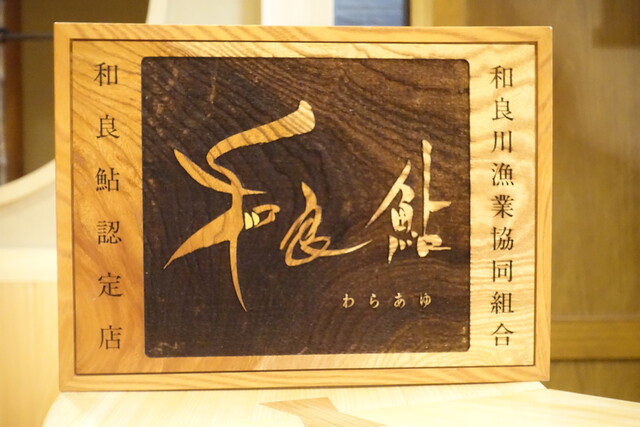 和良川漁業協同組合
和良鮎
わらあゆ
和良鮎認定店